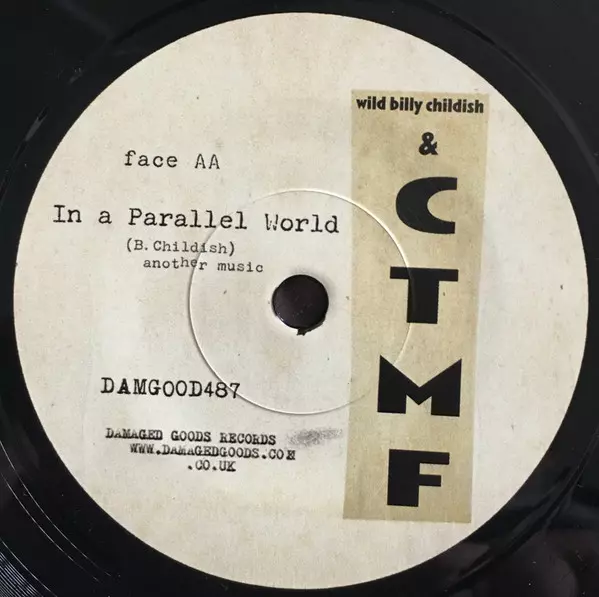 face AA
In a Parallel World
(B. Childish)
another music
DAMGOOD487
DAMAGED GOODS RECORDS
WWW.DAMAGEDGOODS.COM
.CO.UK
wild billy childish
&
C
T
M
F